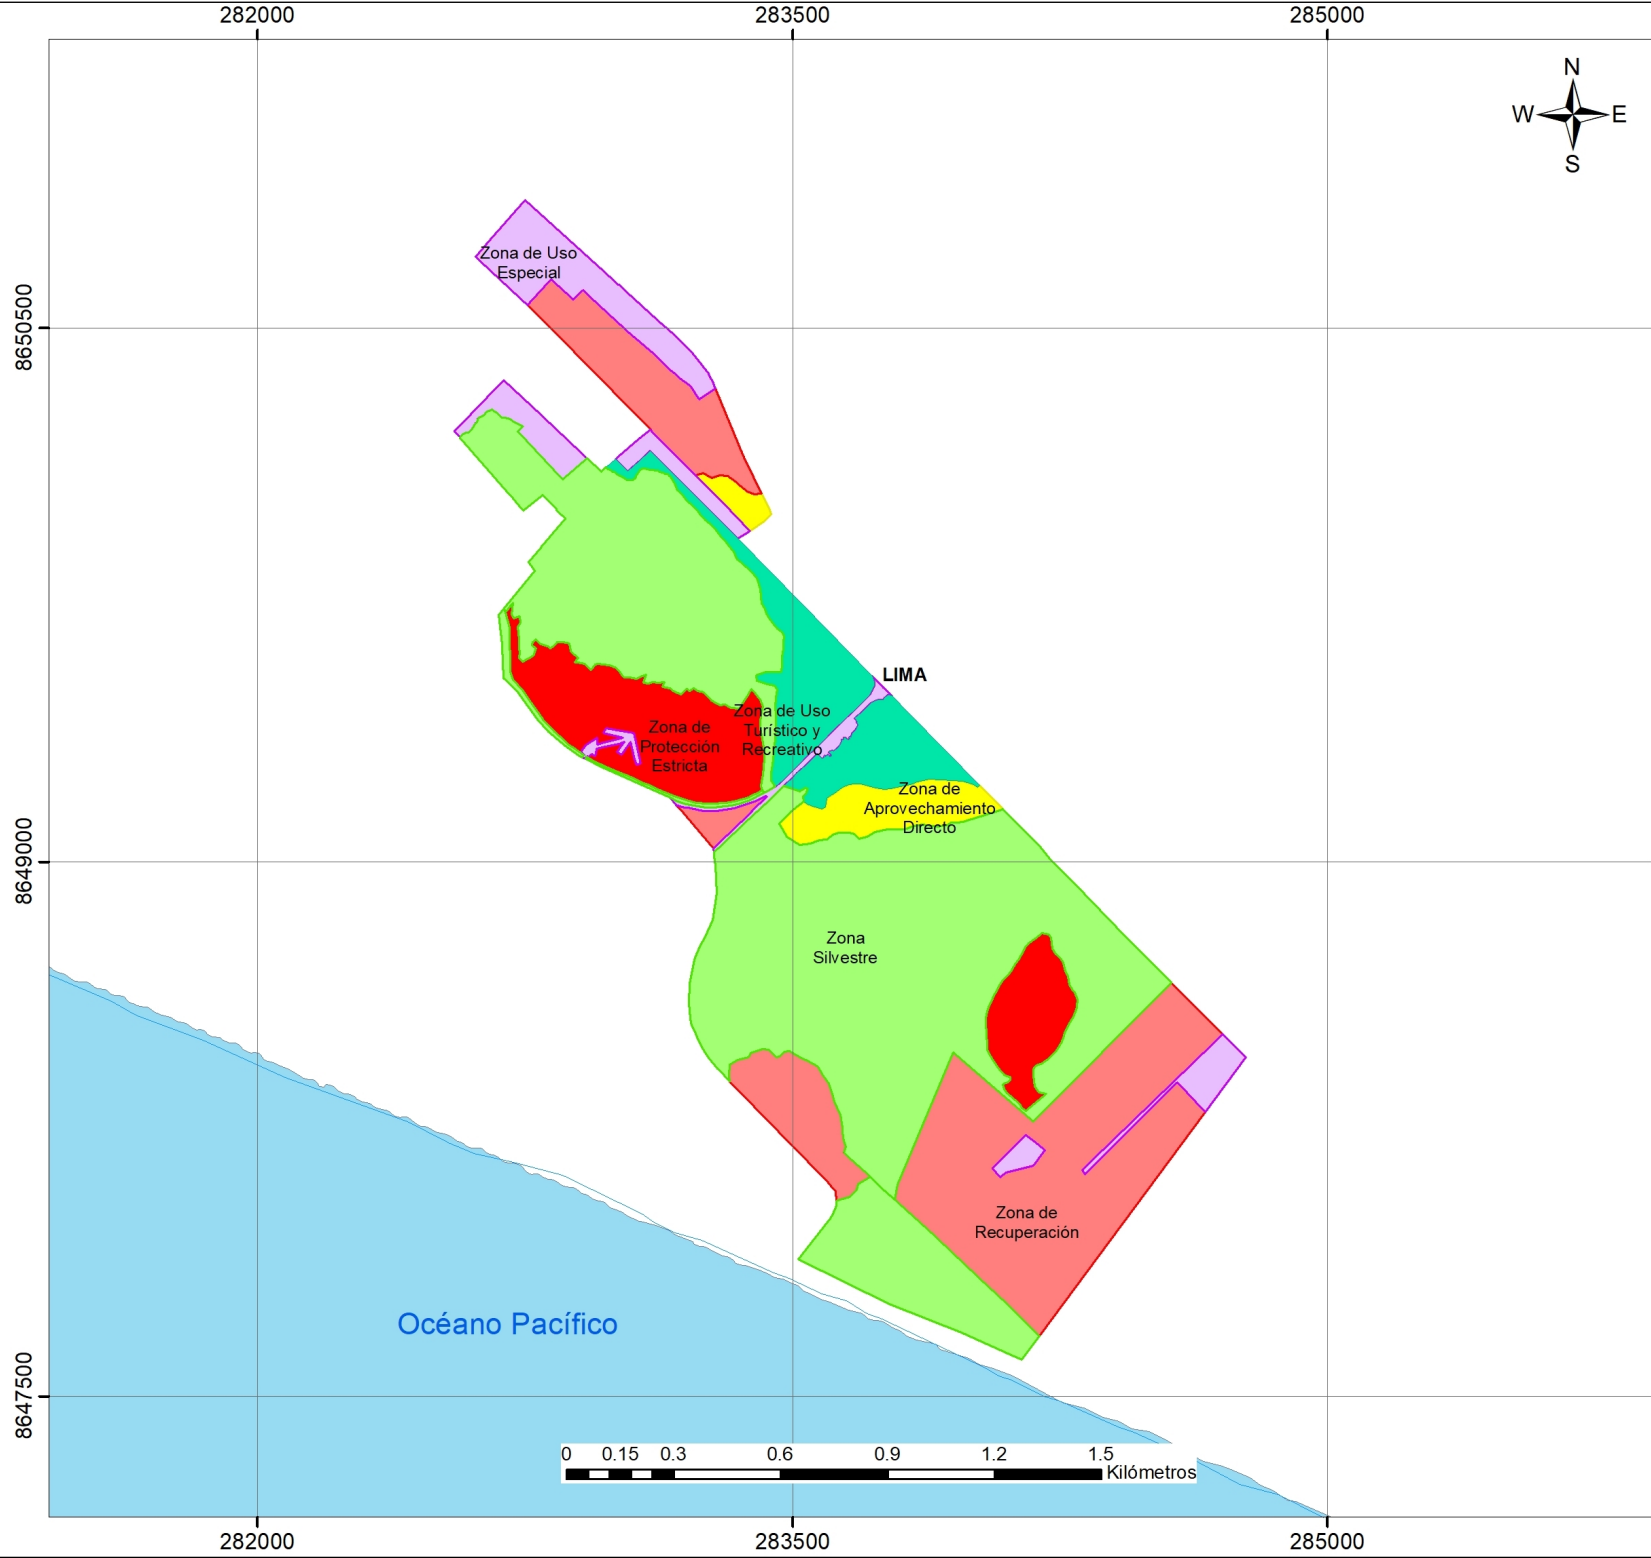 282000
283500
285000
N
W
E
S
Zona de Uso
Especial
8650500
LIMA
Zona de Uso
Turístico y
Recreativo
Zona de
Protección
Estricta
Zona de
Aprovechamiento
Directo
8649000
Zona
Silvestre
Zona de
Recuperación
Océano Pacífico
8647500
0 0.15 0.3 0.6 0.9 1.2 1.5
Kilómetros
282000
283500
285000